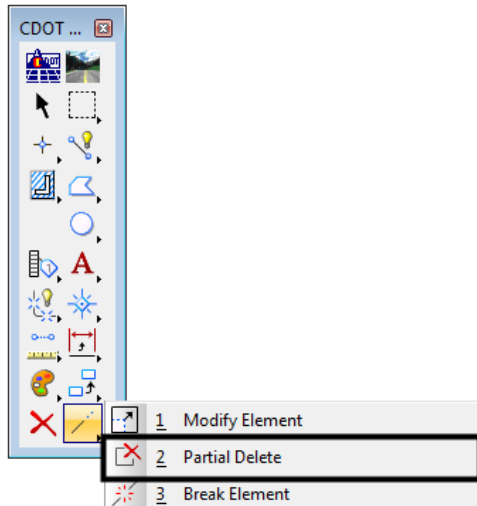 CDOT ...
A
1 Modify Element
2 Partial Delete
3 Break Element